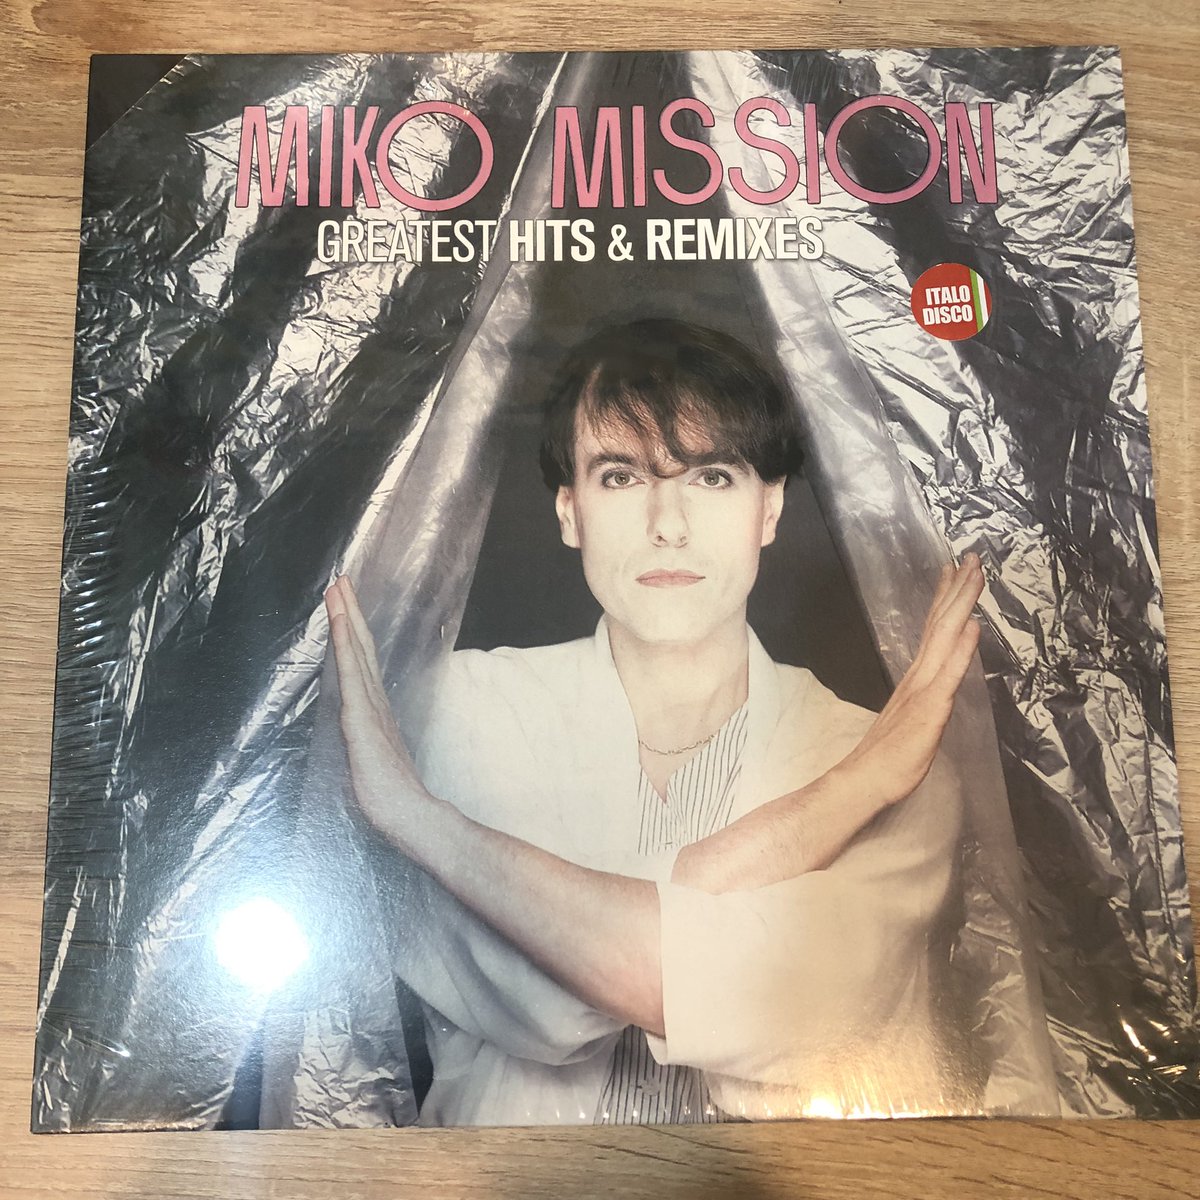 MIKO MISSION
GREATEST HITS & REMIXES
ITALO
DISCO